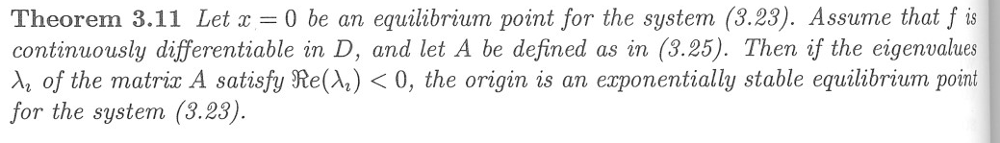 Theorem 3.11 Let x = 0 be an equilibrium point for the system (3.23). Assume that f is
continuously differentiable in D, and let A be defined as in (3.25). Then if the eigenvalues
λᵢ of the matrix A satisfy ℜe(λᵢ) < 0, the origin is an exponentially stable equilibrium point
for the system (3.23).